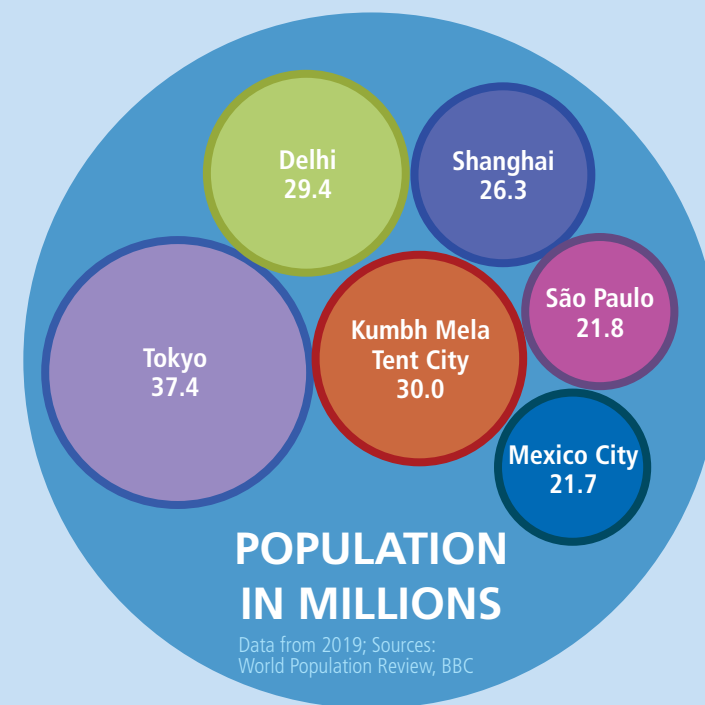 Delhi
29.4
Shanghai
26.3
São Paulo
21.8
Kumbh Mela
Tent City
30.0
Tokyo
37.4
Mexico City
21.7
POPULATION
IN MILLIONS
Data from 2019; Sources:
World Population Review, BBC